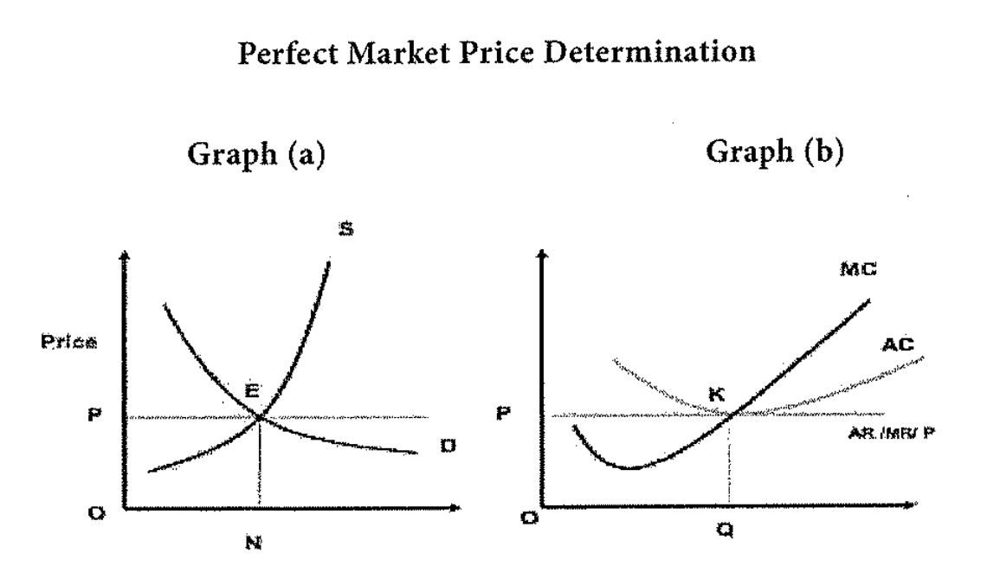 Perfect Market Price Determination
Graph (a)
Graph (b)
S
Price
E
P
D
O
N
MC
AC
K
P
AR./MR/ P
O
Q